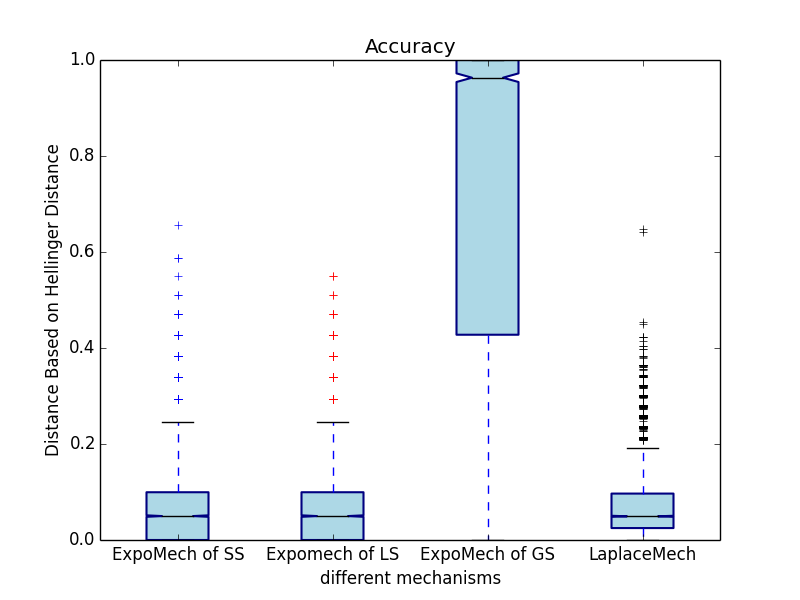 Accuracy
Distance Based on Hellinger Distance
1.0
0.8
0.6
0.4
0.2
0.0
ExpoMech of SS
Expomech of LS
ExpoMech of GS
LaplaceMech
different mechanisms